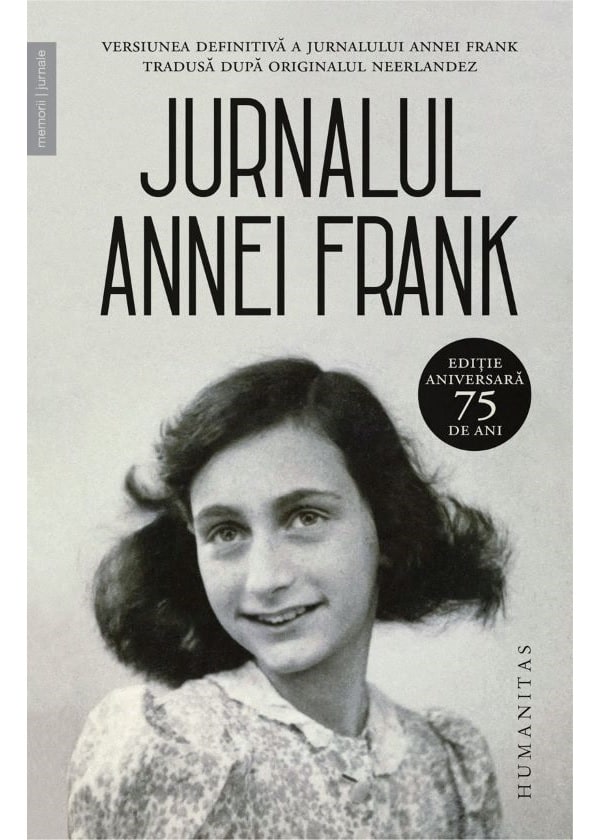 VERSIUNEA DEFINITIVĂ A JURNALULUI ANNEI FRANK
TRADUSĂ DUPĂ ORIGINALUL NEERLANDEZ
memorii | jurnale
JURNALUL
ANNEI FRANK
EDIȚIE
ANIVERSARĂ
75
DE ANI
HUMANITAS